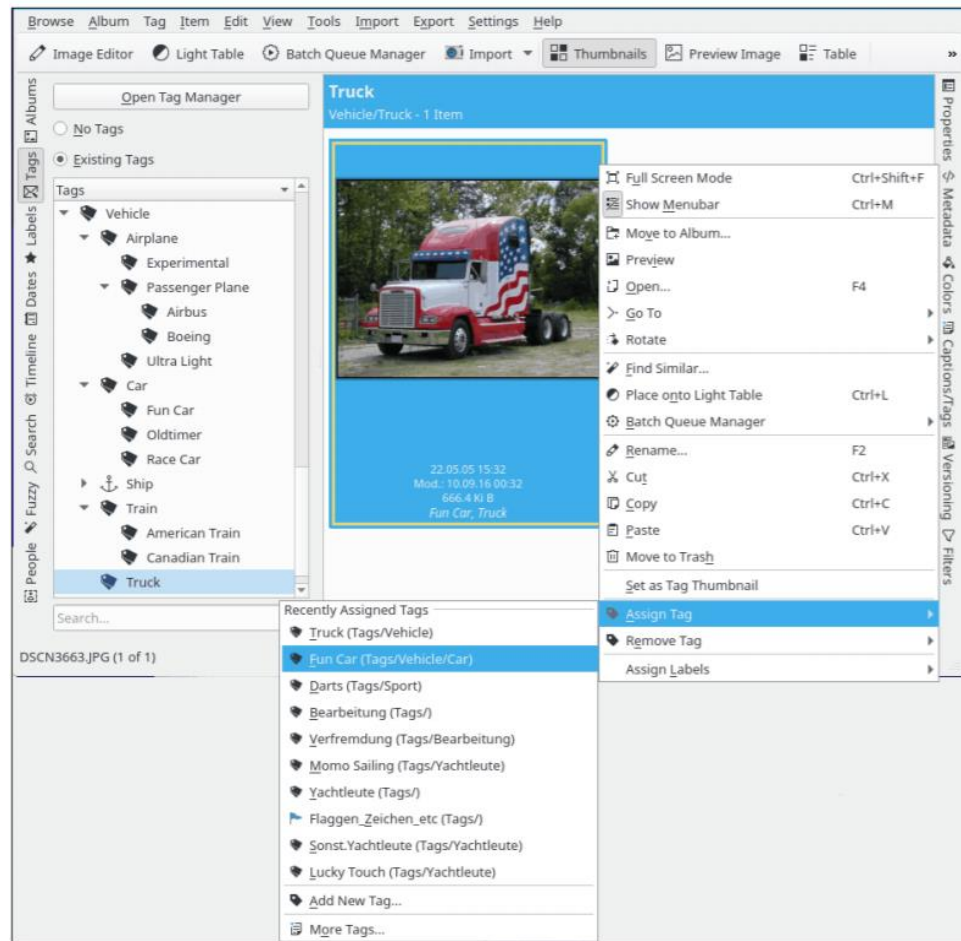 Browse Album Tag Item Edit View Tools Import Export Settings Help
Image Editor Light Table Batch Queue Manager Import Thumbnails Preview Image Table »
Albums
Tags
Labels
Dates
Timeline
Search
Fuzzy
People
Open Tag Manager
No Tags
Existing Tags
Tags
Vehicle
Airplane
Experimental
Passenger Plane
Airbus
Boeing
Ultra Light
Car
Fun Car
Oldtimer
Race Car
Ship
Train
American Train
Canadian Train
Truck
Search...
DSCN3663.JPG (1 of 1)
Truck
Vehicle/Truck - 1 Item
22.05.05 15:32
Mod.: 10.09.16 00:32
666.4 Ki B
Fun Car, Truck
Full Screen Mode Ctrl+Shift+F
Show Menubar Ctrl+M
Move to Album...
Preview
Open... F4
Go To
Rotate
Find Similar...
Place onto Light Table Ctrl+L
Batch Queue Manager
Rename... F2
Cut Ctrl+X
Copy Ctrl+C
Paste Ctrl+V
Move to Trash
Set as Tag Thumbnail
Assign Tag
Remove Tag
Assign Labels
Recently Assigned Tags
Truck (Tags/Vehicle)
Fun Car (Tags/Vehicle/Car)
Darts (Tags/Sport)
Bearbeitung (Tags/)
Verfremdung (Tags/Bearbeitung)
Momo Sailing (Tags/Yachtleute)
Yachtleute (Tags/)
Flaggen_Zeichen_etc (Tags/)
Sonst.Yachtleute (Tags/Yachtleute)
Lucky Touch (Tags/Yachtleute)
Add New Tag...
More Tags...
Properties
Metadata
Colors
Captions/Tags
Versioning
Filters